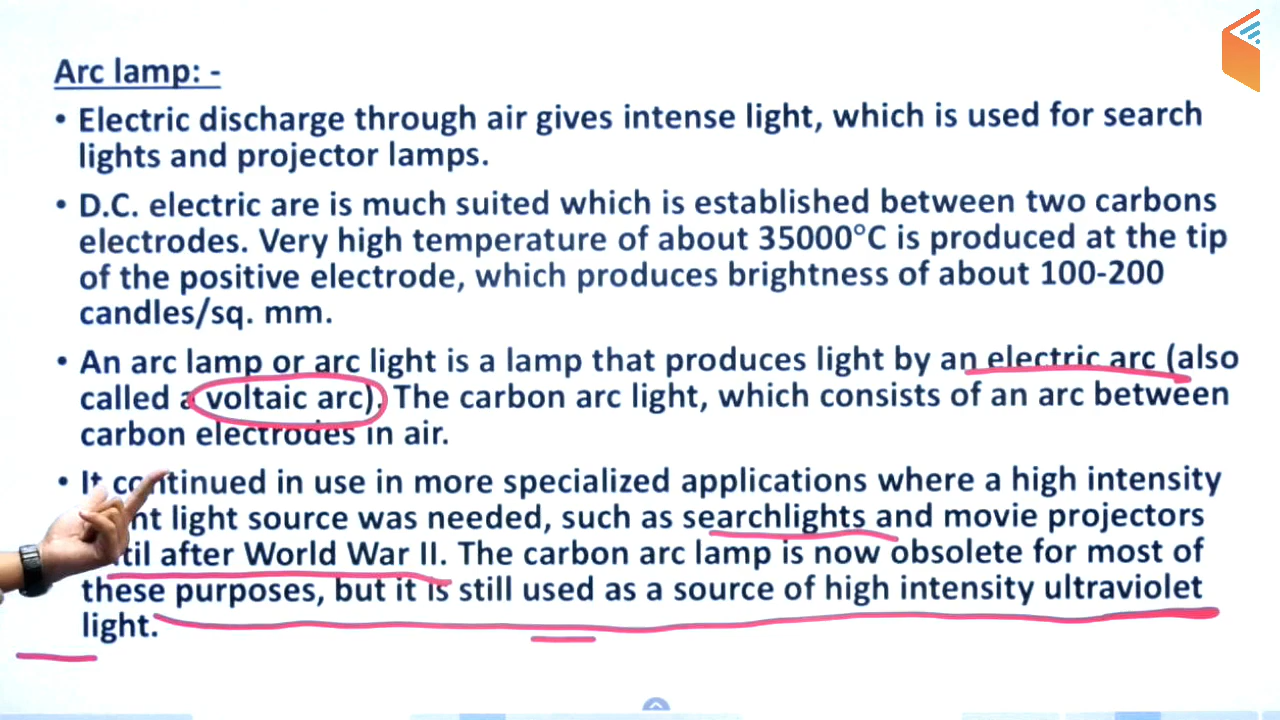 Arc lamp: -
• Electric discharge through air gives intense light, which is used for search
lights and projector lamps.
• D.C. electric are is much suited which is established between two carbons
electrodes. Very high temperature of about 35000°C is produced at the tip
of the positive electrode, which produces brightness of about 100-200
candles/sq. mm.
• An arc lamp or arc light is a lamp that produces light by an electric arc (also
called a voltaic arc). The carbon arc light, which consists of an arc between
carbon electrodes in air.
• It continued in use in more specialized applications where a high intensity
light source was needed, such as searchlights and movie projectors
after World War II. The carbon arc lamp is now obsolete for most of
these purposes, but it is still used as a source of high intensity ultraviolet
light.